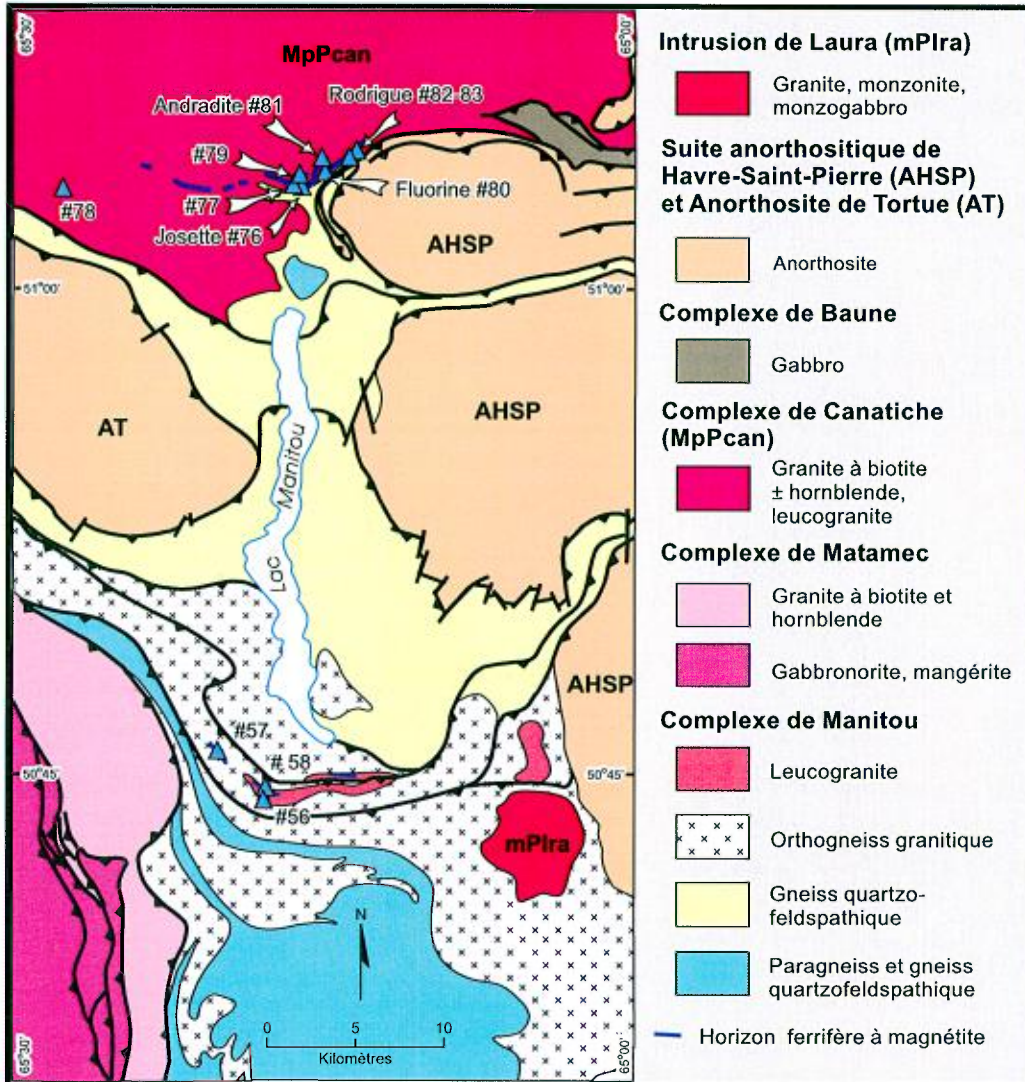 65°30'
65°00'
MpPcan
Andradite #81
Rodrigue #82-83
#79
#78
#77
Fluorine #80
Josette #76
AHSP
51°00'
51°00'
AT
AHSP
Lac Manitou
AHSP
#57
# 58
50°45'
50°45'
#56
mPlra
N
0 5 10
Kilomètres
65°30'
65°00'
Intrusion de Laura (mPlra)
Granite, monzonite,
monzogabbro
Suite anorthositique de
Havre-Saint-Pierre (AHSP)
et Anorthosite de Tortue (AT)
Anorthosite
Complexe de Baune
Gabbro
Complexe de Canatiche
(MpPcan)
Granite à biotite
± hornblende,
leucogranite
Complexe de Matamec
Granite à biotite et
hornblende
Gabbronorite, mangérite
Complexe de Manitou
Leucogranite
Orthogneiss granitique
Gneiss quartzo-
feldspathique
Paragneiss et gneiss
quartzofeldspathique
Horizon ferrifère à magnétite